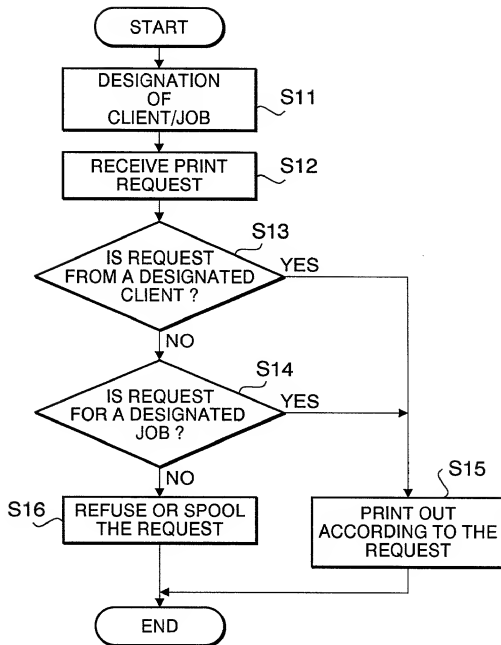 START
DESIGNATION
OF
CLIENT/JOB
S11
RECEIVE PRINT
REQUEST
S12
S13
IS REQUEST
FROM A DESIGNATED
CLIENT ?
YES
NO
S14
IS REQUEST
FOR A DESIGNATED
JOB ?
YES
NO
S16
REFUSE OR SPOOL
THE REQUEST
S15
PRINT OUT
ACCORDING TO THE
REQUEST
END